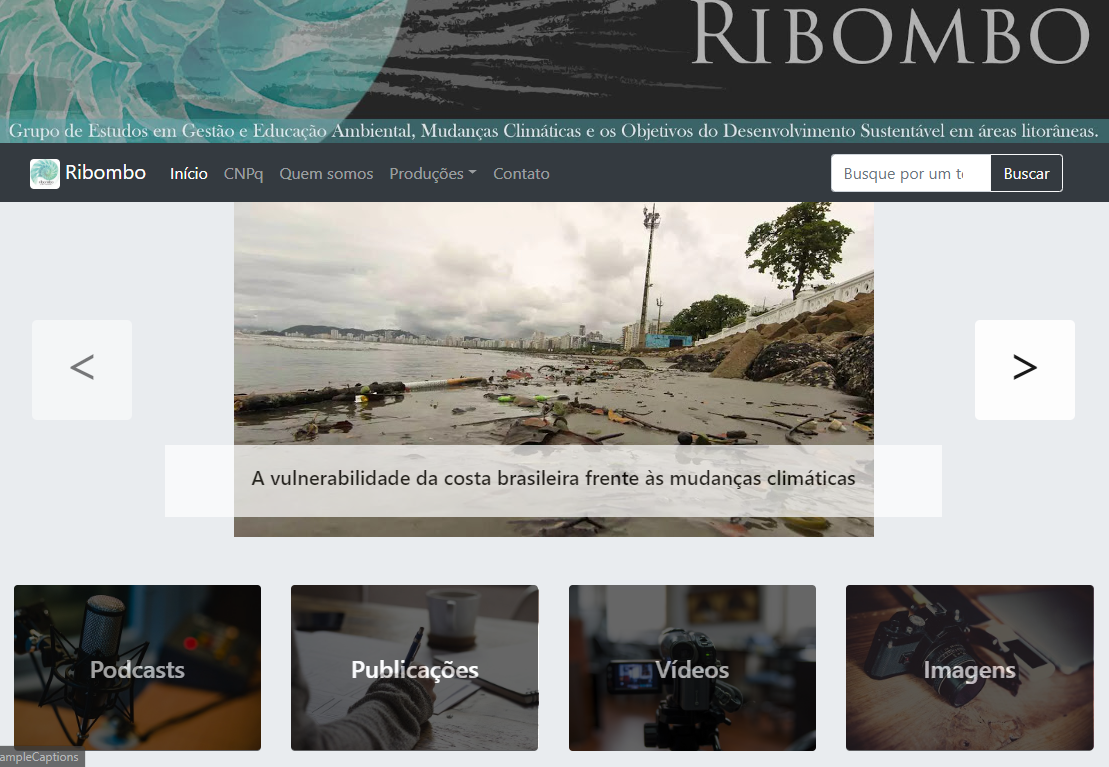 RIBOMBO
Grupo de Estudos em Gestão e Educação Ambiental, Mudanças Climáticas e os Objetivos do Desenvolvimento Sustentável em áreas litorâneas.
Ribombo Início CNPq Quem somos Produções Contato Busque por um t Buscar
< >
A vulnerabilidade da costa brasileira frente às mudanças climáticas
Podcasts Publicações Vídeos Imagens
ampleCaptions